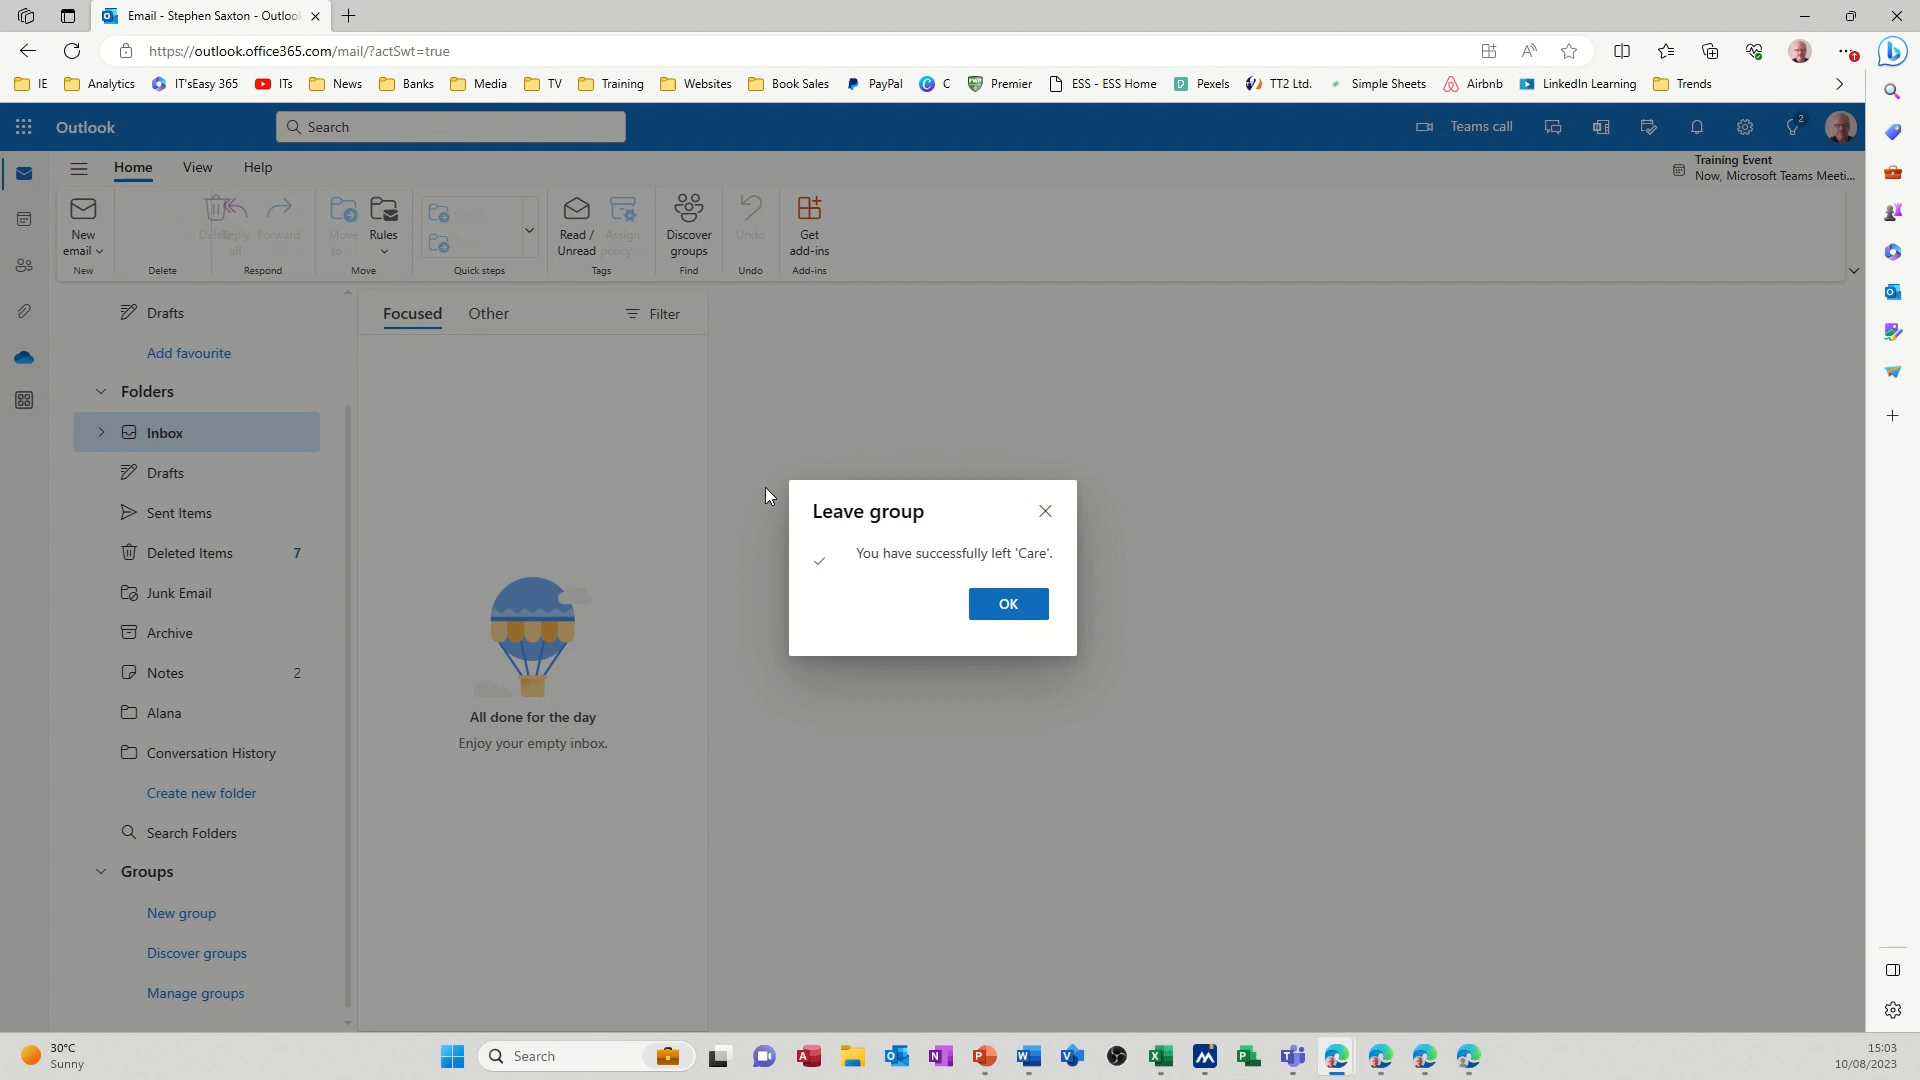 Email - Stephen Saxton - Outloo
https://outlook.office365.com/mail/?actSwt=true
IE
Analytics
IT'sEasy 365
ITs
News
Banks
Media
TV
Training
Websites
Book Sales
PayPal
C
Premier
ESS - ESS Home
Pexels
TT2 Ltd.
Simple Sheets
Airbnb
LinkedIn Learning
Trends
Outlook
Search
Teams call
2
Home
View
Help
Training Event
Now, Microsoft Teams Meeti...
New email
Delete
Reply all
Forward
Move to
Rules
Read / Unread
Assign policy
Discover groups
Undo
Get add-ins
New
Delete
Respond
Move
Quick steps
Tags
Find
Undo
Add-ins
Drafts
Add favourite
Folders
Inbox
Drafts
Sent Items
Deleted Items 7
Junk Email
Archive
Notes 2
Alana
Conversation History
Create new folder
Search Folders
Groups
New group
Discover groups
Manage groups
Focused
Other
Filter
All done for the day
Enjoy your empty inbox.
Leave group
You have successfully left 'Care'.
OK
30°C
Sunny
Search
15:03
10/08/2023